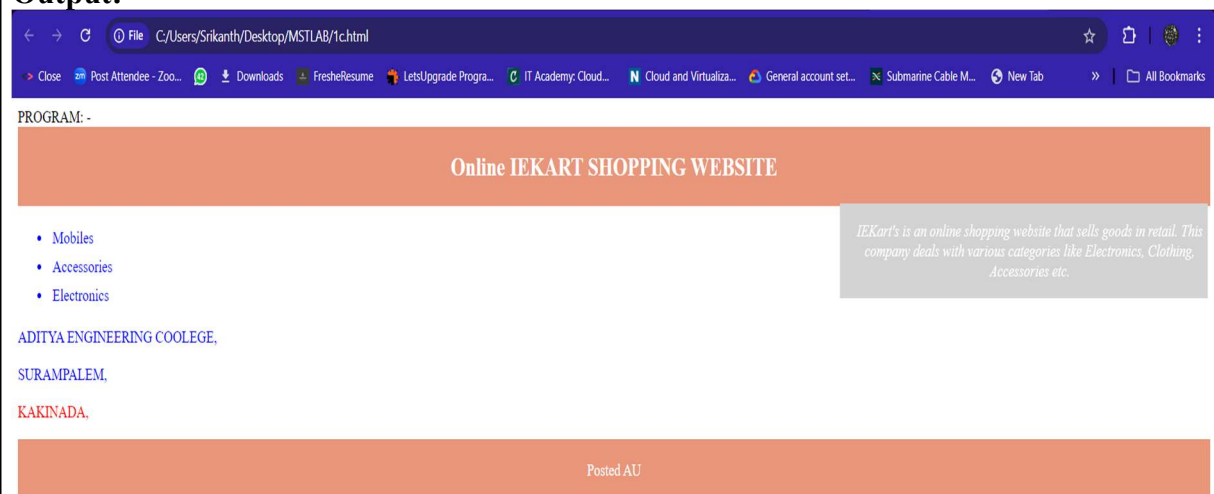 Output:
File C:/Users/Srikanth/Desktop/MSTLAB/1c.html
Close Post Attendee - Zoo... Downloads FresheResume LetsUpgrade Progra... IT Academy: Cloud... Cloud and Virtualiza... General account set... Submarine Cable M... New Tab » All Bookmarks
PROGRAM: -
Online IEKART SHOPPING WEBSITE
• Mobiles
• Accessories
• Electronics
IEKart's is an online shopping website that sells goods in retail. This
company deals with various categories like Electronics, Clothing,
Accessories etc.
ADITYA ENGINEERING COOLEGE,
SURAMPALEM,
KAKINADA,
Posted AU